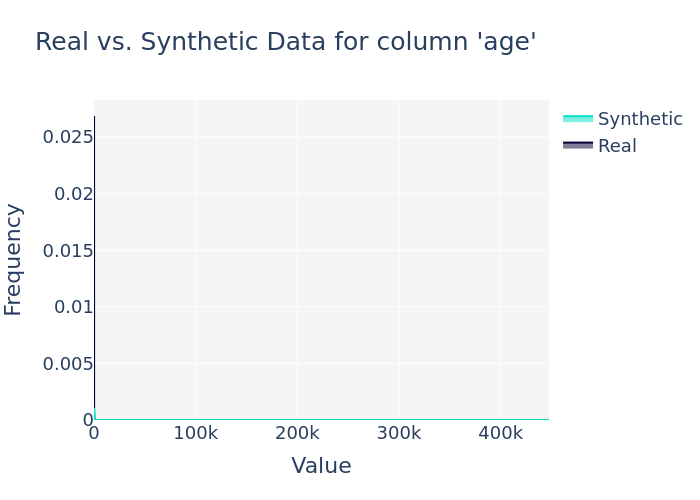 Real vs. Synthetic Data for column 'age'
Synthetic
Real
Frequency
0.025
0.02
0.015
0.01
0.005
0
0 100k 200k 300k 400k
Value